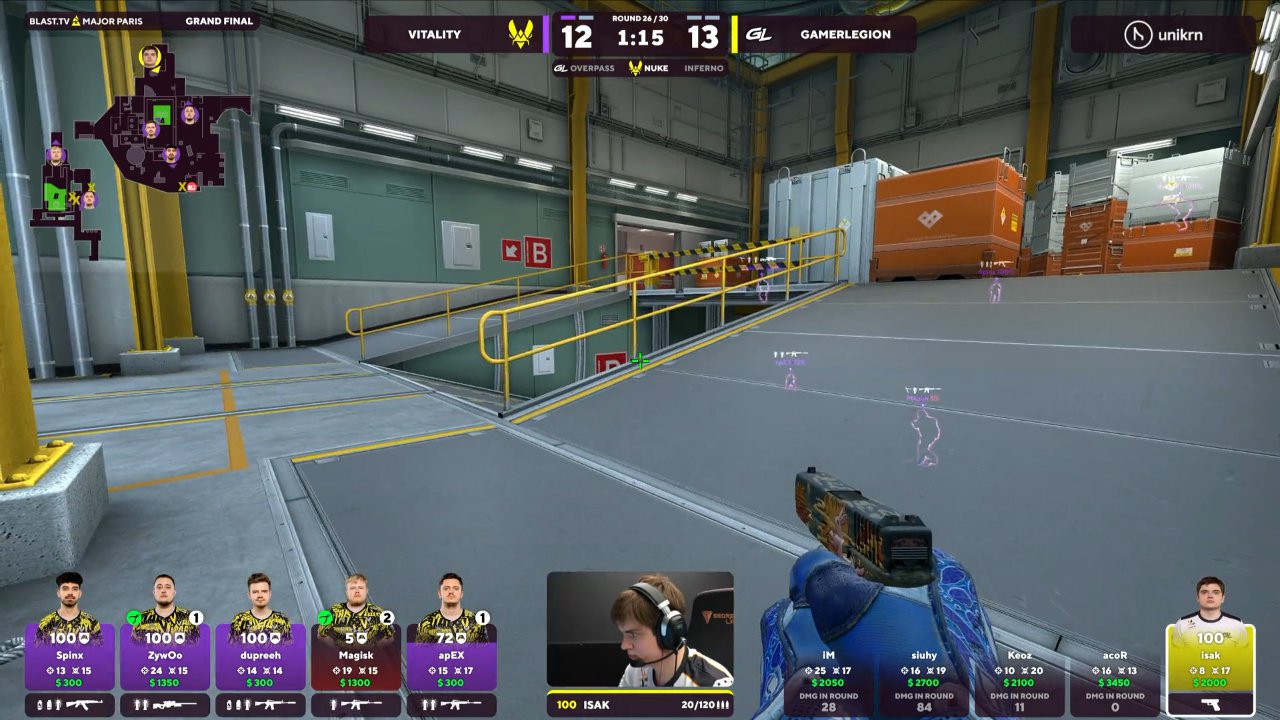 BLAST.TV MAJOR PARIS GRAND FINAL
VITALITY 12 ROUND 26 / 30 1:15 13 GL GAMERLEGION
unikrn
GL OVERPASS NUKE INFERNO
B
100 100 1 100 5 2 72 1 100
Spinx ZywOo dupreeh Magisk apEX iM siuhy Keoz acoR isak
13 15 24 15 14 14 19 15 15 17 25 17 16 19 10 20 16 13 8 17
$300 $1350 $300 $1300 $300 $2050 $2700 $2100 $3450 $2000
DMG IN ROUND DMG IN ROUND DMG IN ROUND DMG IN ROUND
28 84 11 0
100 ISAK 20/120